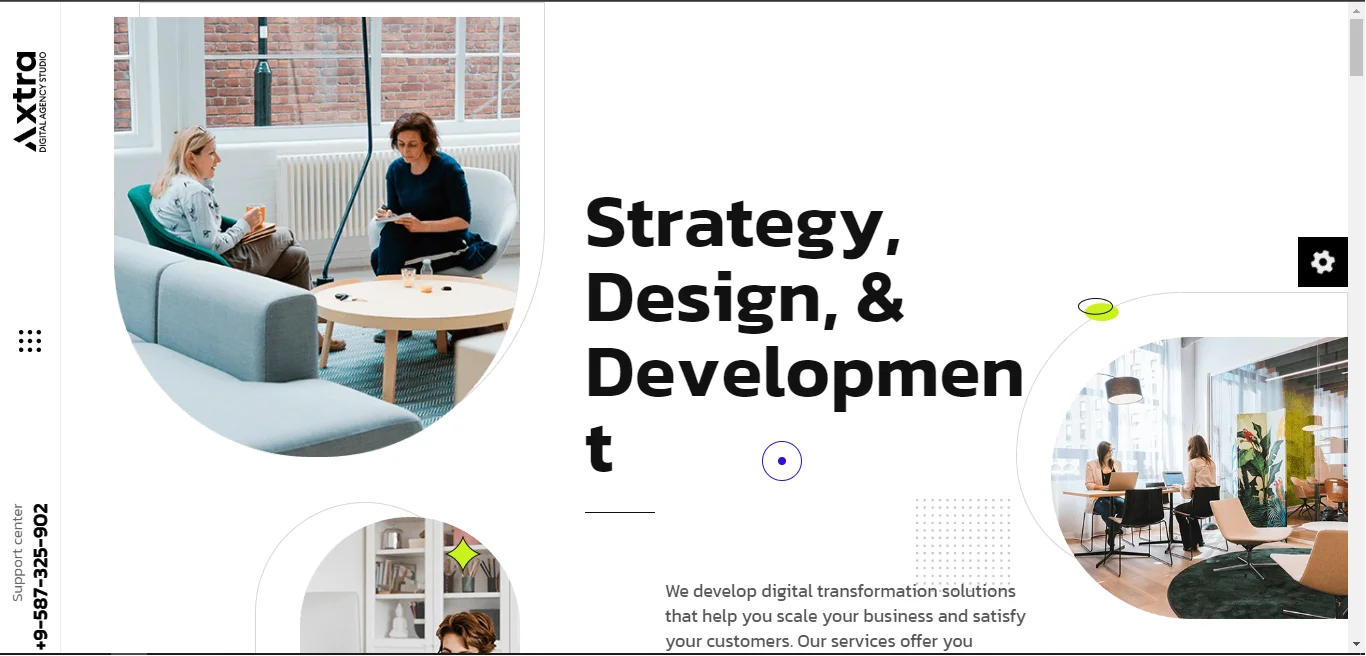 Axtra
DIGITAL AGENCY STUDIO
Support center
+9-587-325-902
Strategy,
Design, &
Developmen
t
We develop digital transformation solutions
that help you scale your business and satisfy
your customers. Our services offer you